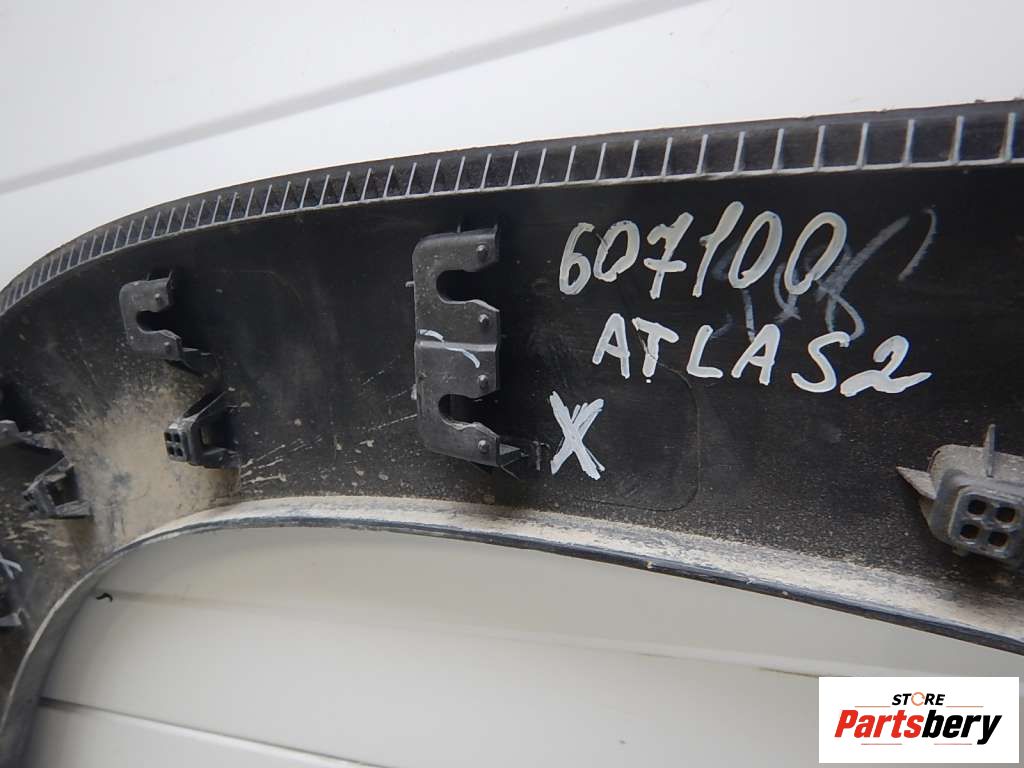 607100
ATLAS2
X
STORE
Partsbery